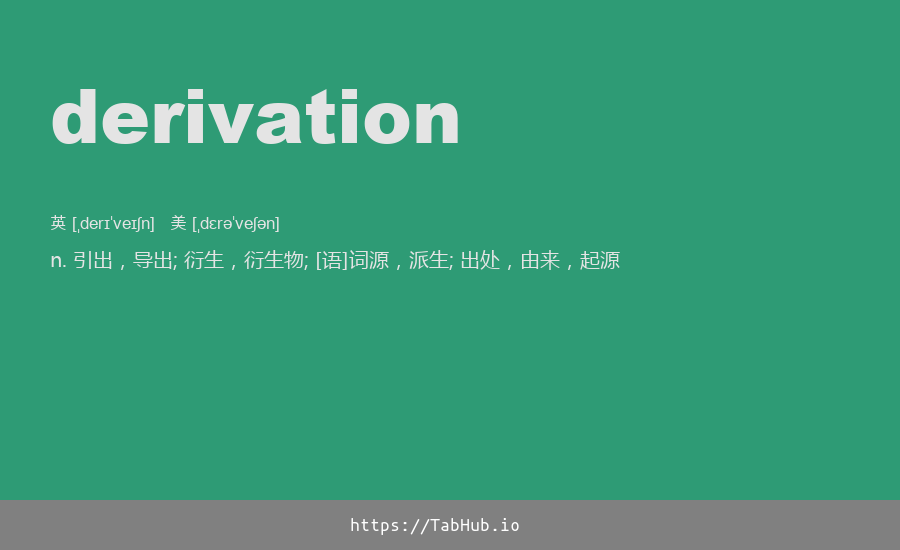 derivation
英 [ˌderɪˈveɪʃn] 美 [ˌdɛrəˈveʃən]
n. 引出，导出; 衍生，衍生物; [语]词源，派生; 出处，由来，起源
https://TabHub.io